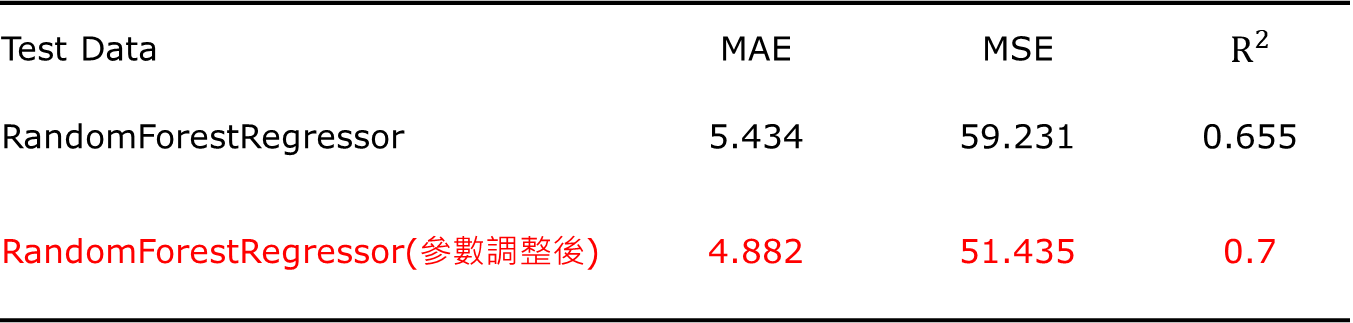 Test Data MAE MSE R²
RandomForestRegressor 5.434 59.231 0.655
RandomForestRegressor(參數調整後) 4.882 51.435 0.7